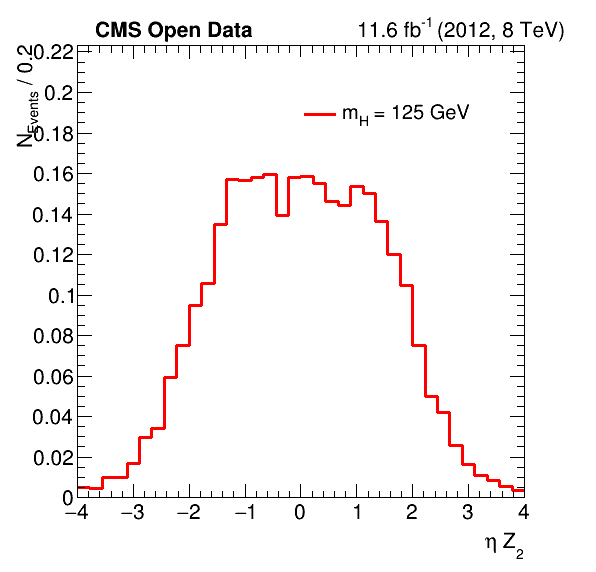 CMS Open Data 11.6 fb⁻¹ (2012, 8 TeV)
N_Events / 0.2
0.22
0.2
0.18
0.16
0.14
0.12
0.1
0.08
0.06
0.04
0.02
0
m_H = 125 GeV
−4 −3 −2 −1 0 1 2 3 4
η Z₂